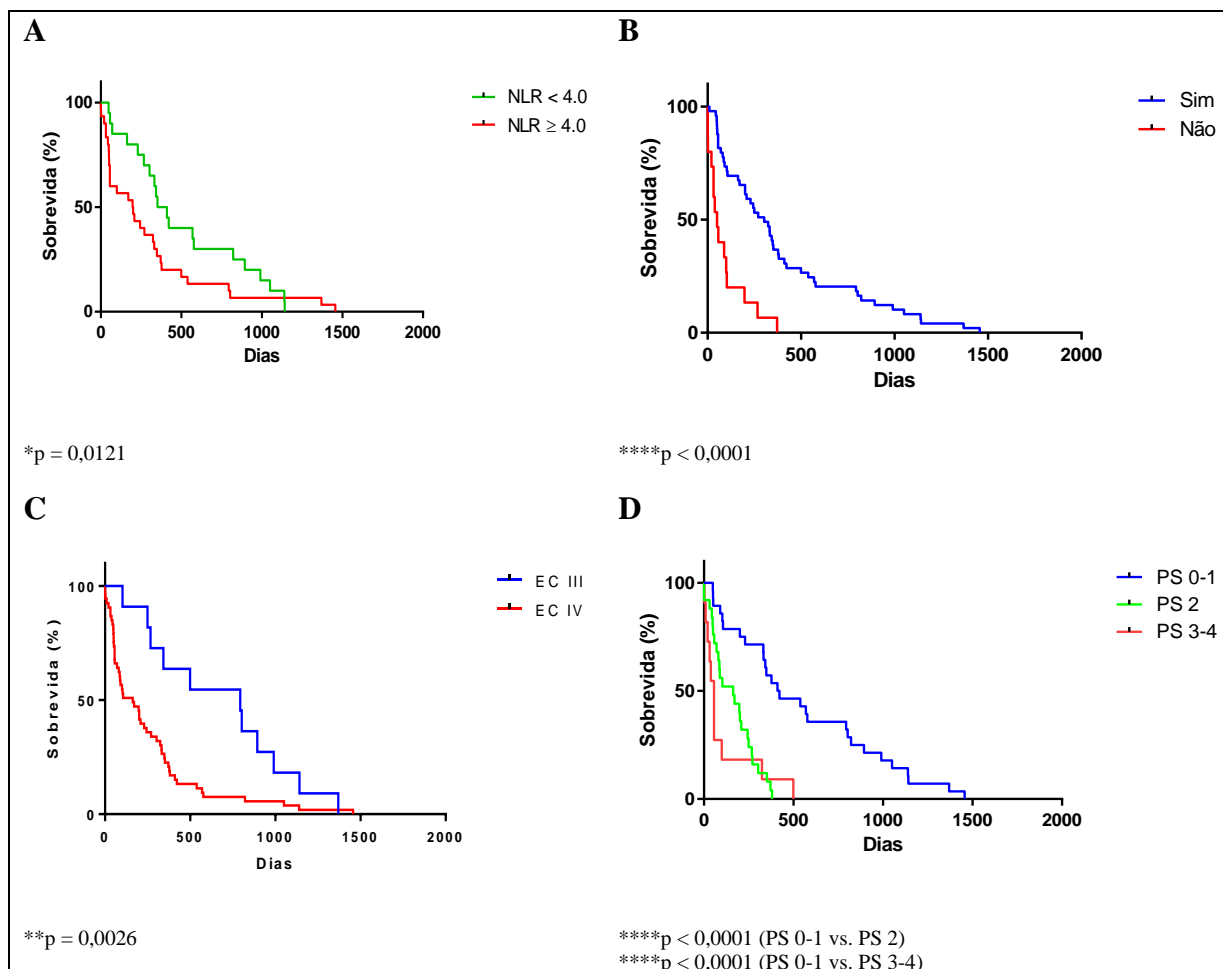 A
NLR < 4.0
NLR ≥ 4.0
Sobrevida (%)
100
50
0
0 500 1000 1500 2000
Dias
*p = 0,0121
B
Sim
Não
Sobrevida (%)
100
50
0
0 500 1000 1500 2000
Dias
****p < 0,0001
C
EC III
EC IV
Sobrevida (%)
100
50
0
0 500 1000 1500 2000
Dias
**p = 0,0026
D
PS 0-1
PS 2
PS 3-4
Sobrevida (%)
100
50
0
0 500 1000 1500 2000
Dias
****p < 0,0001 (PS 0-1 vs. PS 2)
****p < 0,0001 (PS 0-1 vs. PS 3-4)